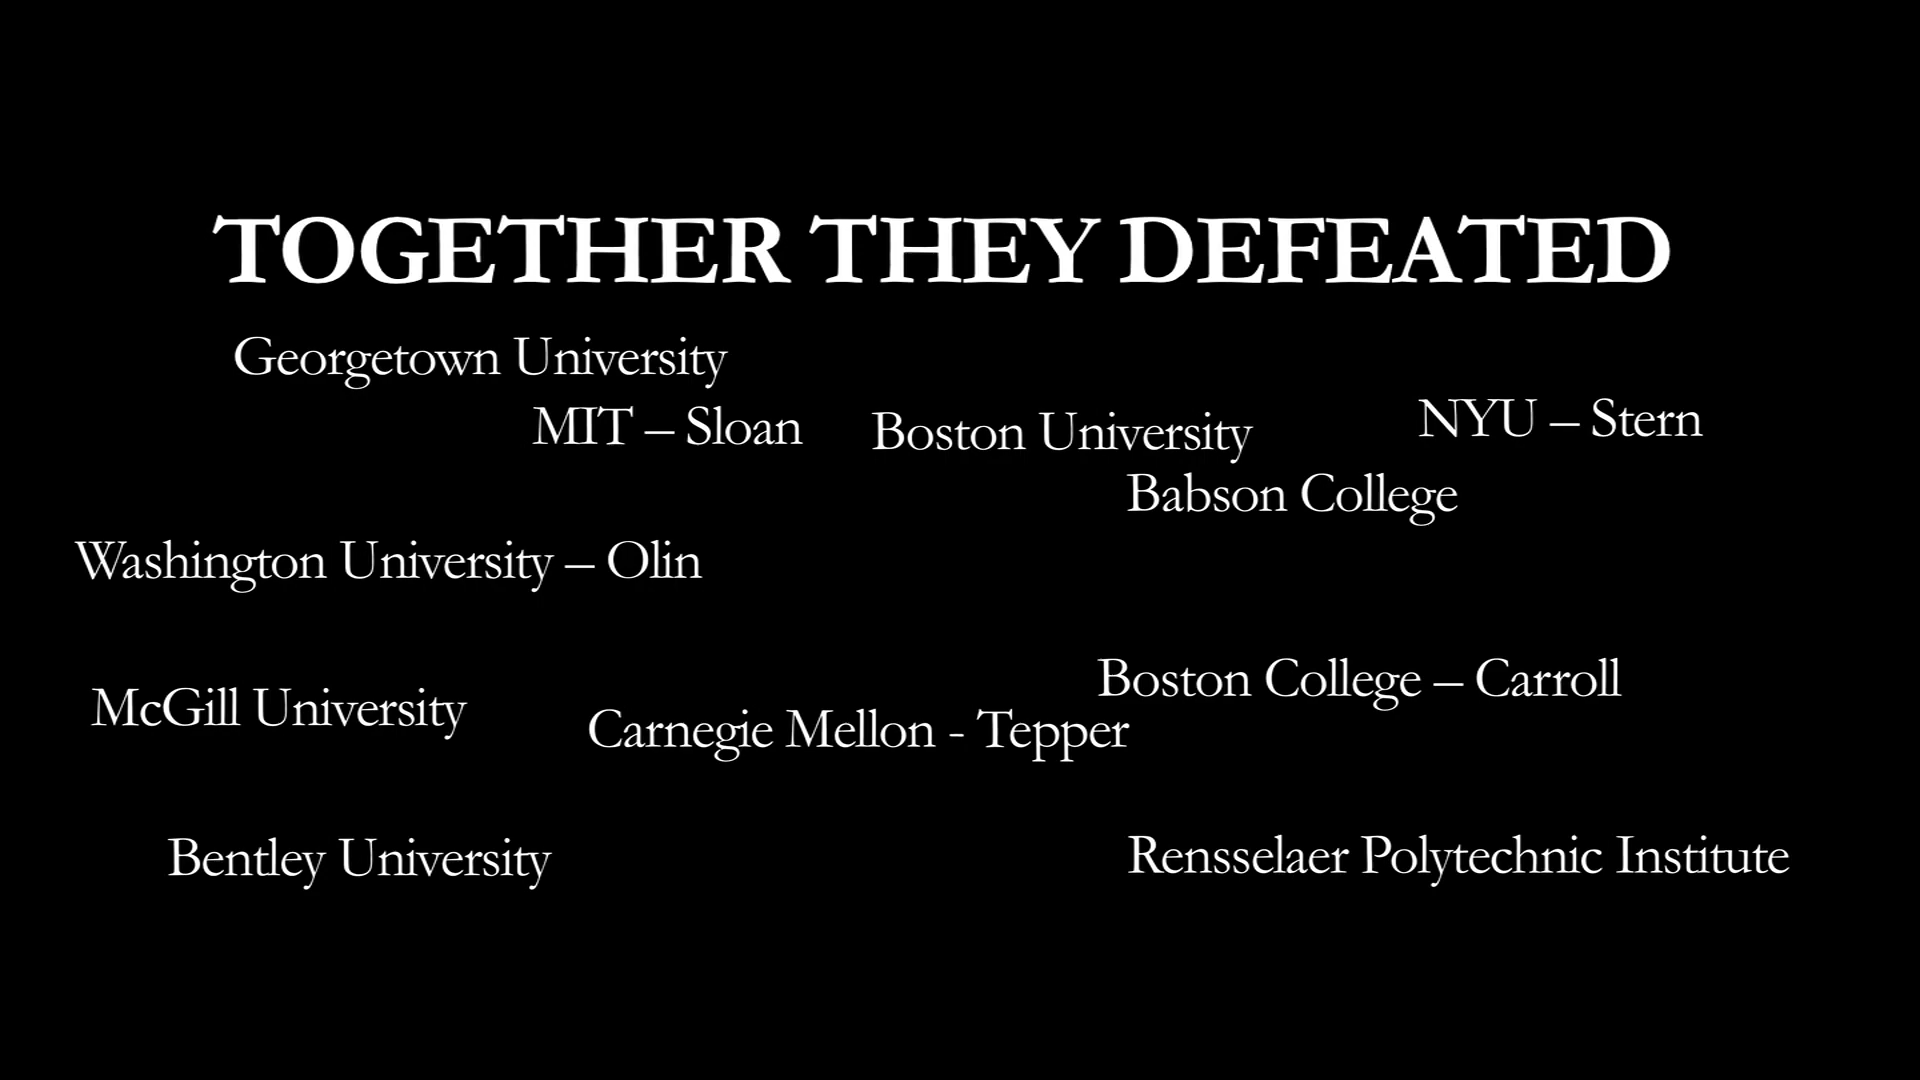 TOGETHER THEY DEFEATED
Georgetown University
MIT – Sloan
Boston University
NYU – Stern
Babson College
Washington University – Olin
Boston College – Carroll
McGill University
Carnegie Mellon - Tepper
Bentley University
Rensselaer Polytechnic Institute